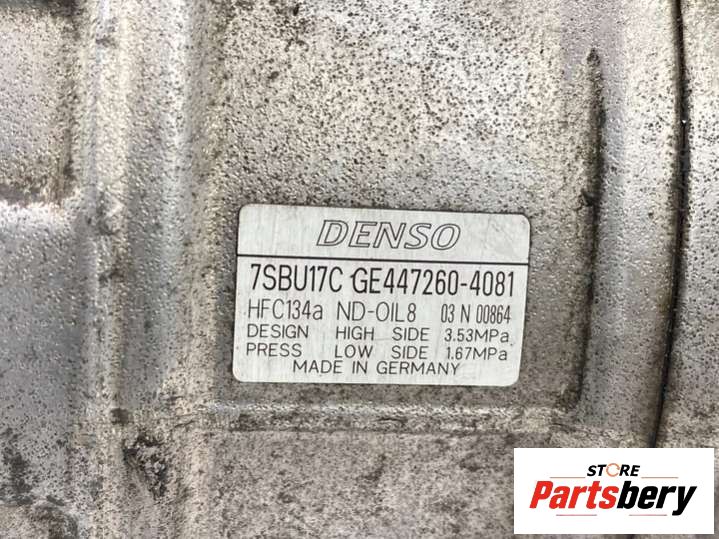 DENSO
7SBU17C GE447260-4081
HFC134a ND-OIL8 03 N 00864
DESIGN HIGH SIDE 3.53MPa
PRESS LOW SIDE 1.67MPa
MADE IN GERMANY
STORE
Partsbery